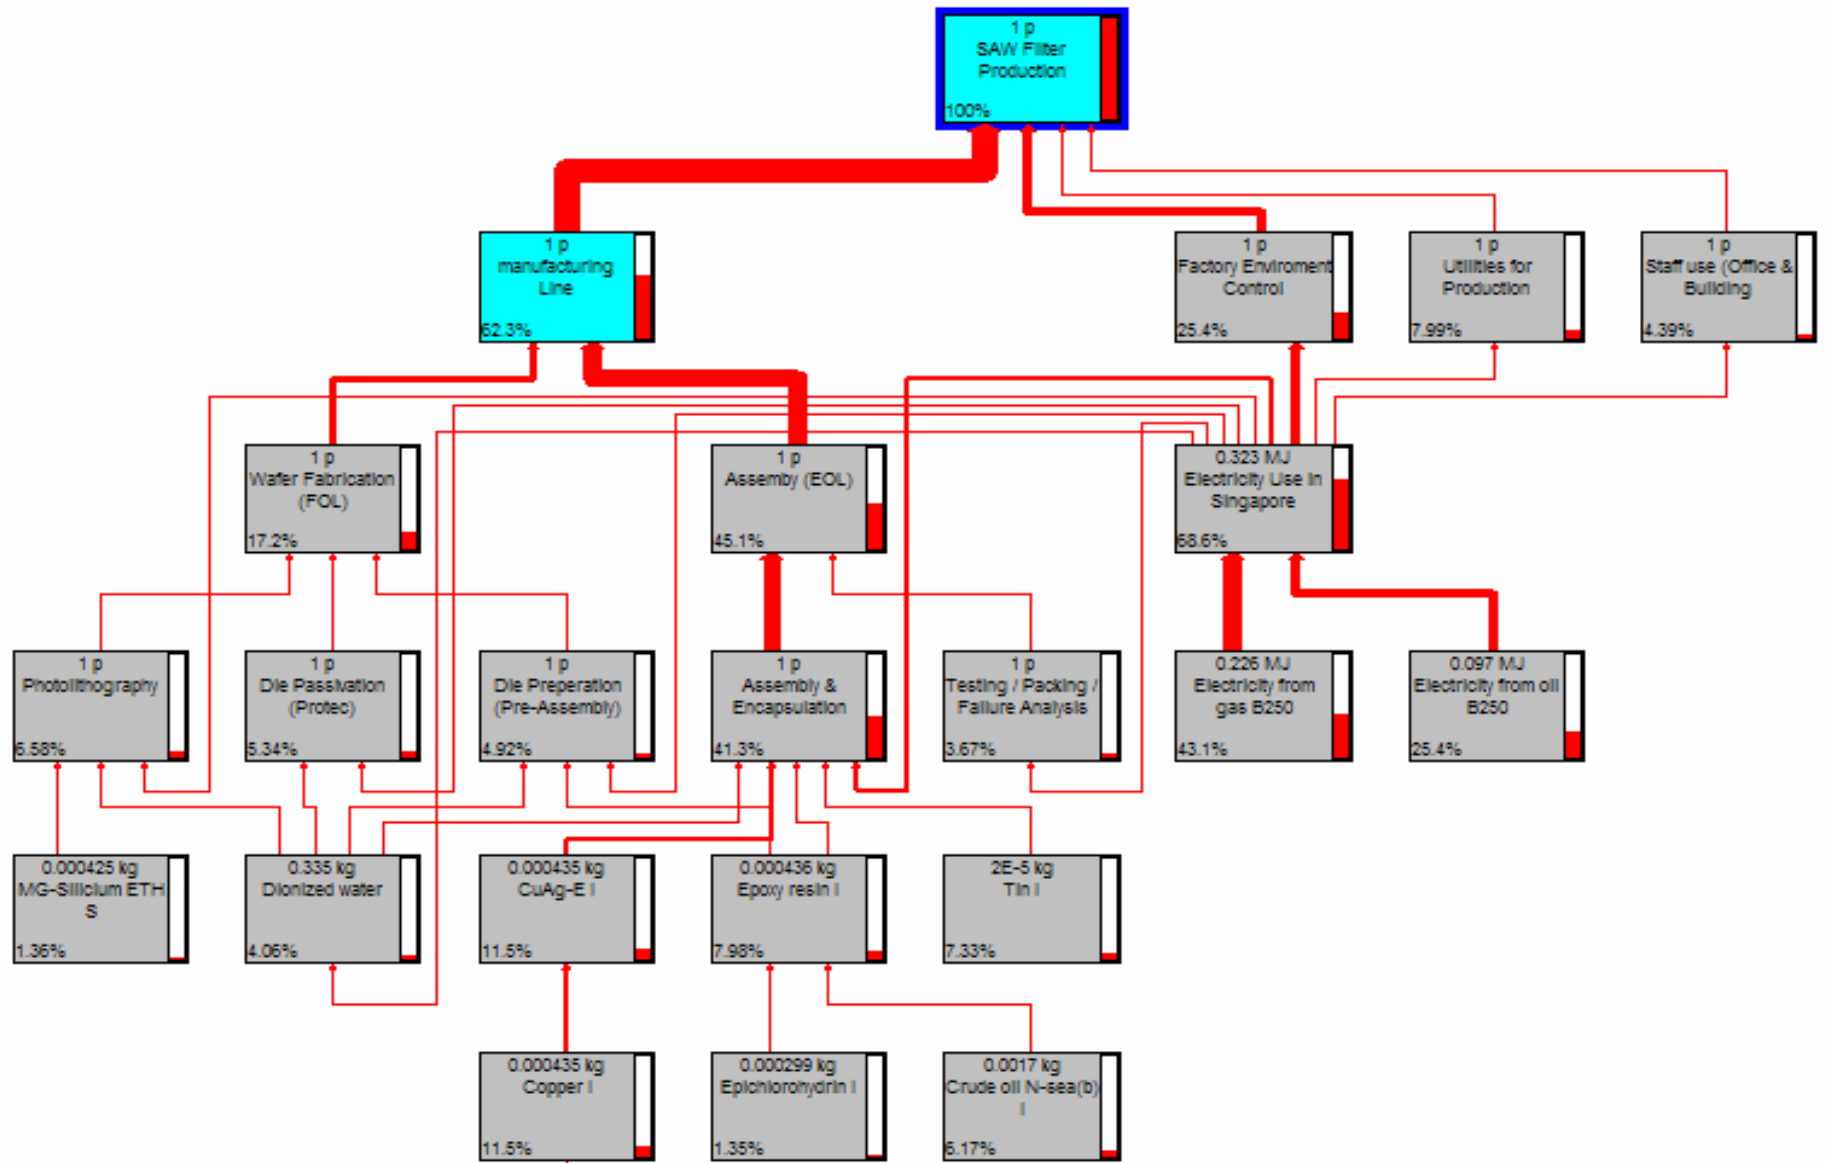 1 p
SAW Filter
Production
100%
1 p
manufacturing
Line
62.3%
1 p
Factory Enviroment
Control
25.4%
1 p
Utilities for
Production
7.99%
1 p
Staff use (Office &
Building
4.39%
1 p
Wafer Fabrication
(FOL)
17.2%
1 p
Assemby (EOL)
45.1%
0.323 MJ
Electricity Use in
Singapore
68.6%
1 p
Photolithography
6.58%
1 p
Die Passivation
(Protec)
5.34%
1 p
Die Preperation
(Pre-Assembly)
4.92%
1 p
Assembly &
Encapsulation
41.3%
1 p
Testing / Packing /
Failure Analysis
3.67%
0.226 MJ
Electricity from
gas B250
43.1%
0.097 MJ
Electricity from oil
B250
25.4%
0.000425 kg
MG-Silicium ETH
S
1.36%
0.335 kg
Dionized water
4.06%
0.000435 kg
CuAg-E I
11.5%
0.000436 kg
Epoxy resin I
7.98%
2E-5 kg
Tin I
7.33%
0.000435 kg
Copper I
11.5%
0.000299 kg
Epichlorohydrin I
1.35%
0.0017 kg
Crude oil N-sea(b)
I
6.17%